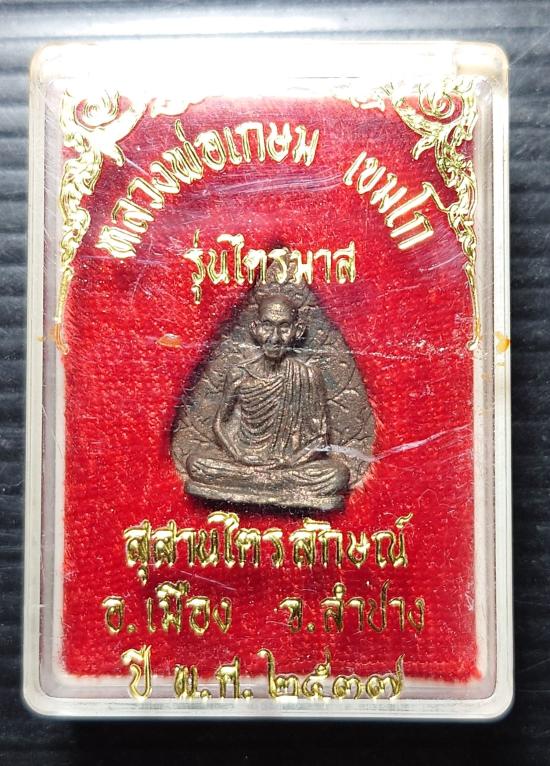 หลวงพ่อเกษม เขมโก
รุ่นไตรมาส
สุสานไตรลักษณ์
อ.เมือง จ.ลำปาง
ปี พ.ศ.๒๕๓๗